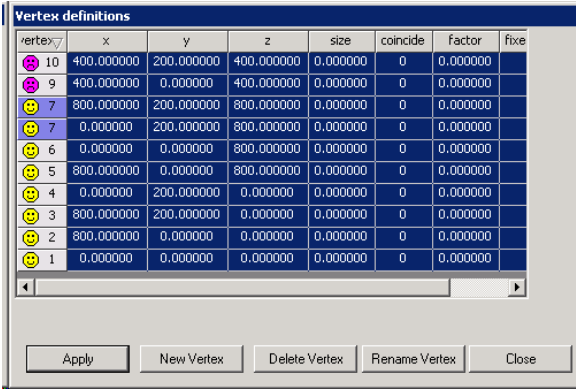 Vertex definitions
vertex x y z size coincide factor fixe
10 400.000000 200.000000 400.000000 0.000000 0 0.000000
9 400.000000 0.000000 400.000000 0.000000 0 0.000000
7 800.000000 200.000000 800.000000 0.000000 0 0.000000
7 0.000000 200.000000 800.000000 0.000000 0 0.000000
6 0.000000 0.000000 800.000000 0.000000 0 0.000000
5 800.000000 0.000000 800.000000 0.000000 0 0.000000
4 0.000000 200.000000 0.000000 0.000000 0 0.000000
3 800.000000 200.000000 0.000000 0.000000 0 0.000000
2 800.000000 0.000000 0.000000 0.000000 0 0.000000
1 0.000000 0.000000 0.000000 0.000000 0 0.000000
Apply New Vertex Delete Vertex Rename Vertex Close